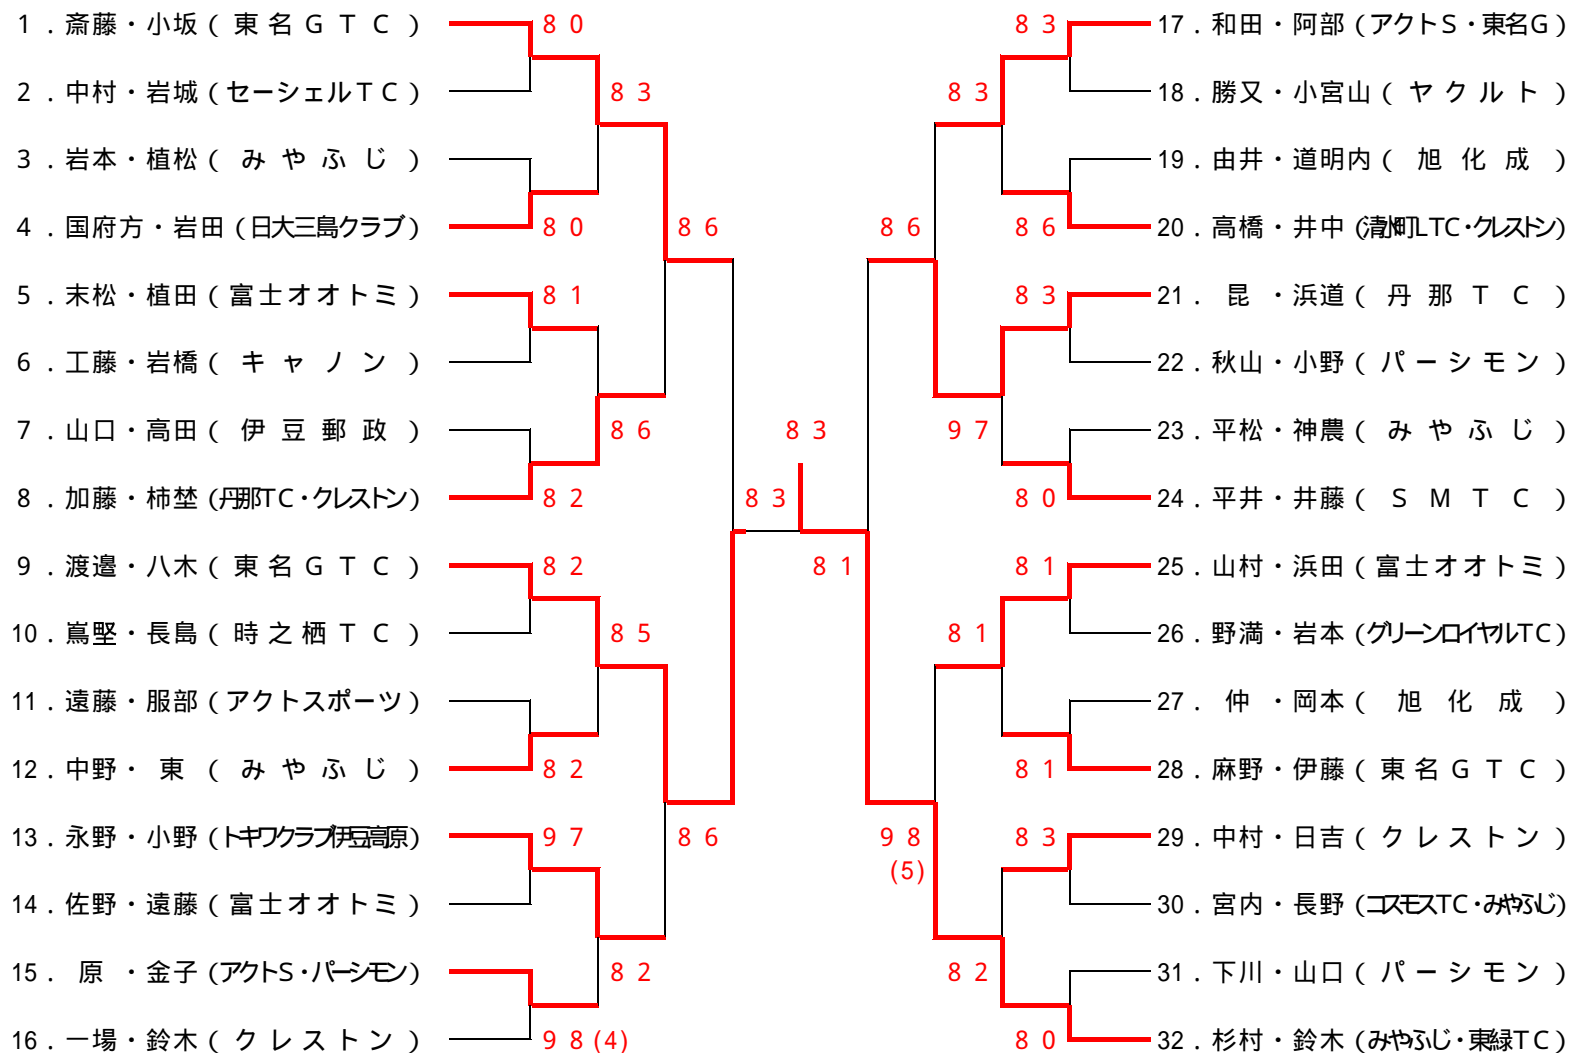 1．斎藤・小坂（東名ＧＴＣ）
８０
2．中村・岩城（セーシェルＴＣ）
８３
3．岩本・植松（みやふじ）
4．国府方・岩田（日大三島クラブ）
８０
８６
5．末松・植田（富士オオトミ）
８１
6．工藤・岩橋（キャノン）
7．山口・高田（伊豆郵政）
８６
8．加藤・柿埜（丹那TC・クレストン）
８２
9．渡邉・八木（東名ＧＴＣ）
８２
10．嶌堅・長島（時之栖ＴＣ）
８５
11．遠藤・服部（アクトスポーツ）
12．中野・東（みやふじ）
８２
13．永野・小野（トキワクラブ伊豆高原）
９７
８６
14．佐野・遠藤（富士オオトミ）
15．原・金子（アクトS・パーシモン）
８２
16．一場・鈴木（クレストン）
９８(4)
８３
８３
８１
８３
17．和田・阿部（アクトＳ・東名G）
８３
18．勝又・小宮山（ヤクルト）
19．由井・道明内（旭化成）
８６
８６
20．高橋・井中（清水町LTC・クレストン）
８３
21．昆・浜道（丹那ＴＣ）
22．秋山・小野（パーシモン）
９７
23．平松・神農（みやふじ）
８０
24．平井・井藤（ＳＭＴＣ）
８１
25．山村・浜田（富士オオトミ）
８１
26．野満・岩本（グリーンロイヤルTC）
27．仲・岡本（旭化成）
８１
28．麻野・伊藤（東名ＧＴＣ）
９８
(5)
８３
29．中村・日吉（クレストン）
30．宮内・長野（コスモスTC・みやふじ）
８２
31．下川・山口（パーシモン）
８０
32．杉村・鈴木（みやふじ・東緑ＴＣ）